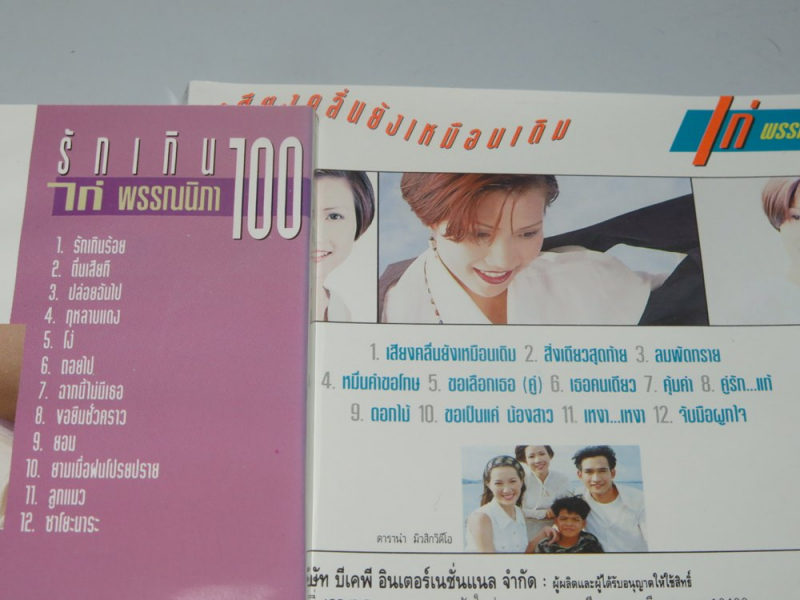 รักเกิน 100
ไก่ พรรณนิภา
1. รักเกินร้อย
2. ตื่นเสียที
3. ปล่อยฉันไป
4. กุหลาบแดง
5. โง่
6. ถอยไป
7. ฉากนี้ไม่มีเธอ
8. ขอยืมชั่วคราว
9. ยอม
10. ยามเมื่อฝนโปรยปราย
11. ลูกแมว
12. ซาโยะนาระ
เสียงคลื่นยังเหมือนเดิม
ไก่ พรรณ
1. เสียงคลื่นยังเหมือนเดิม 2. สิ่งเดียวสุดท้าย 3. ลมพัดทราย
4. หมื่นคำขอโทษ 5. ขอเลือกเธอ (คู่) 6. เธอคนเดียว 7. คุ้มค่า 8. คู่รัก...แท้
9. ดอกไม้ 10. ขอเป็นแค่ น้องสาว 11. เหงา...เหงา 12. จับมือผูกใจ
ดารานำ มิวสิกวีดีโอ
บีเคพี อินเตอร์เนชั่นแนล จำกัด : ผู้ผลิตและผู้ได้รับอนุญาตให้ใช้สิทธิ์